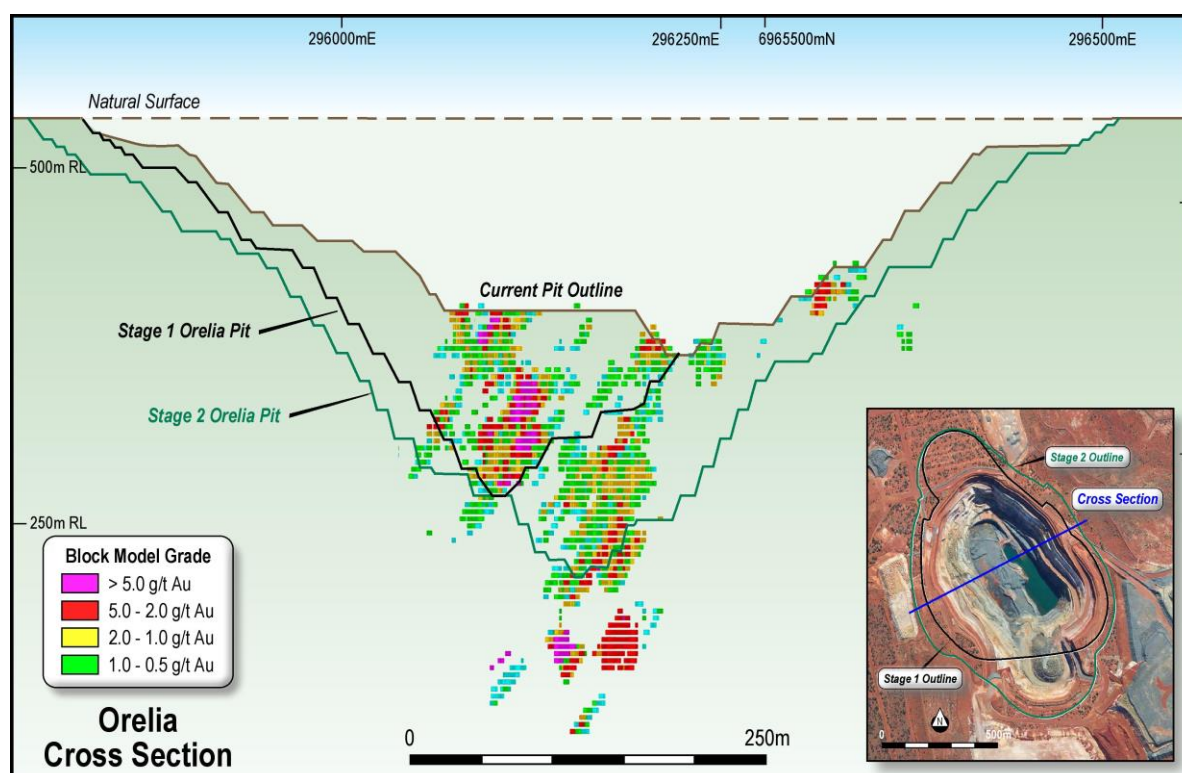 296000mE
296250mE
6965500mN
296500mE
Natural Surface
500m RL
Current Pit Outline
Stage 1 Orelia Pit
Stage 2 Orelia Pit
250m RL
Block Model Grade
> 5.0 g/t Au
5.0 - 2.0 g/t Au
2.0 - 1.0 g/t Au
1.0 - 0.5 g/t Au
Orelia
Cross Section
0
250m
Stage 2 Outline
Cross Section
Stage 1 Outline
N
0
500m